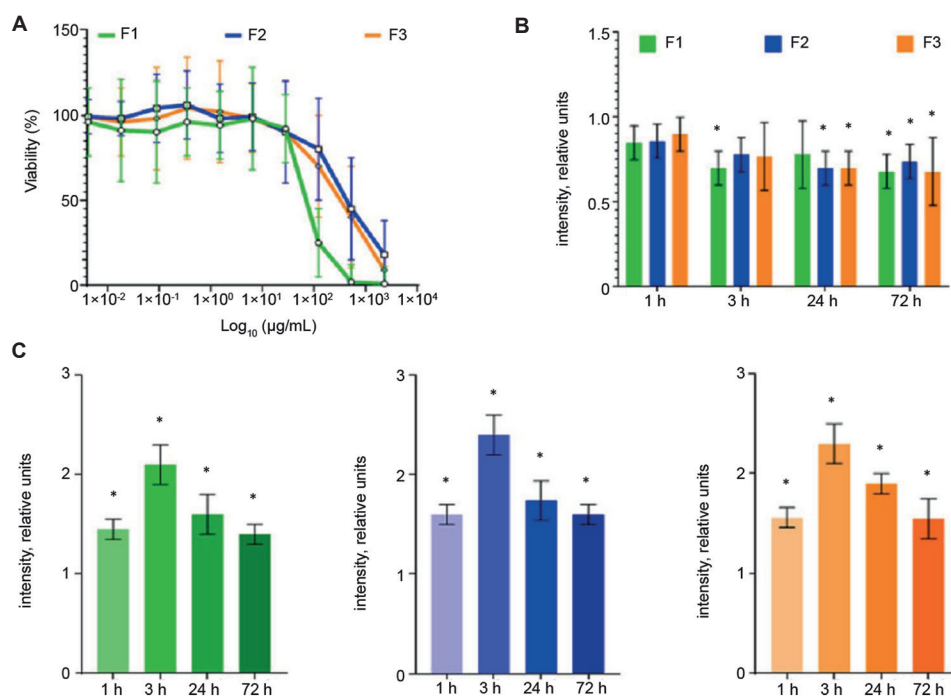 A
F1 F2 F3
150
100
50
0
Viability (%)
1×10⁻² 1×10⁻¹ 1×10⁰ 1×10¹ 1×10² 1×10³ 1×10⁴
Log₁₀ (µg/mL)
B
F1 F2 F3
1.5
1.0
0.5
0
intensity, relative units
* * * * * *
1 h 3 h 24 h 72 h
C
3
2
1
0
intensity, relative units
* * * *
1 h 3 h 24 h 72 h
3
2
1
0
intensity, relative units
* * * *
1 h 3 h 24 h 72 h
3
2
1
0
intensity, relative units
* * * *
1 h 3 h 24 h 72 h